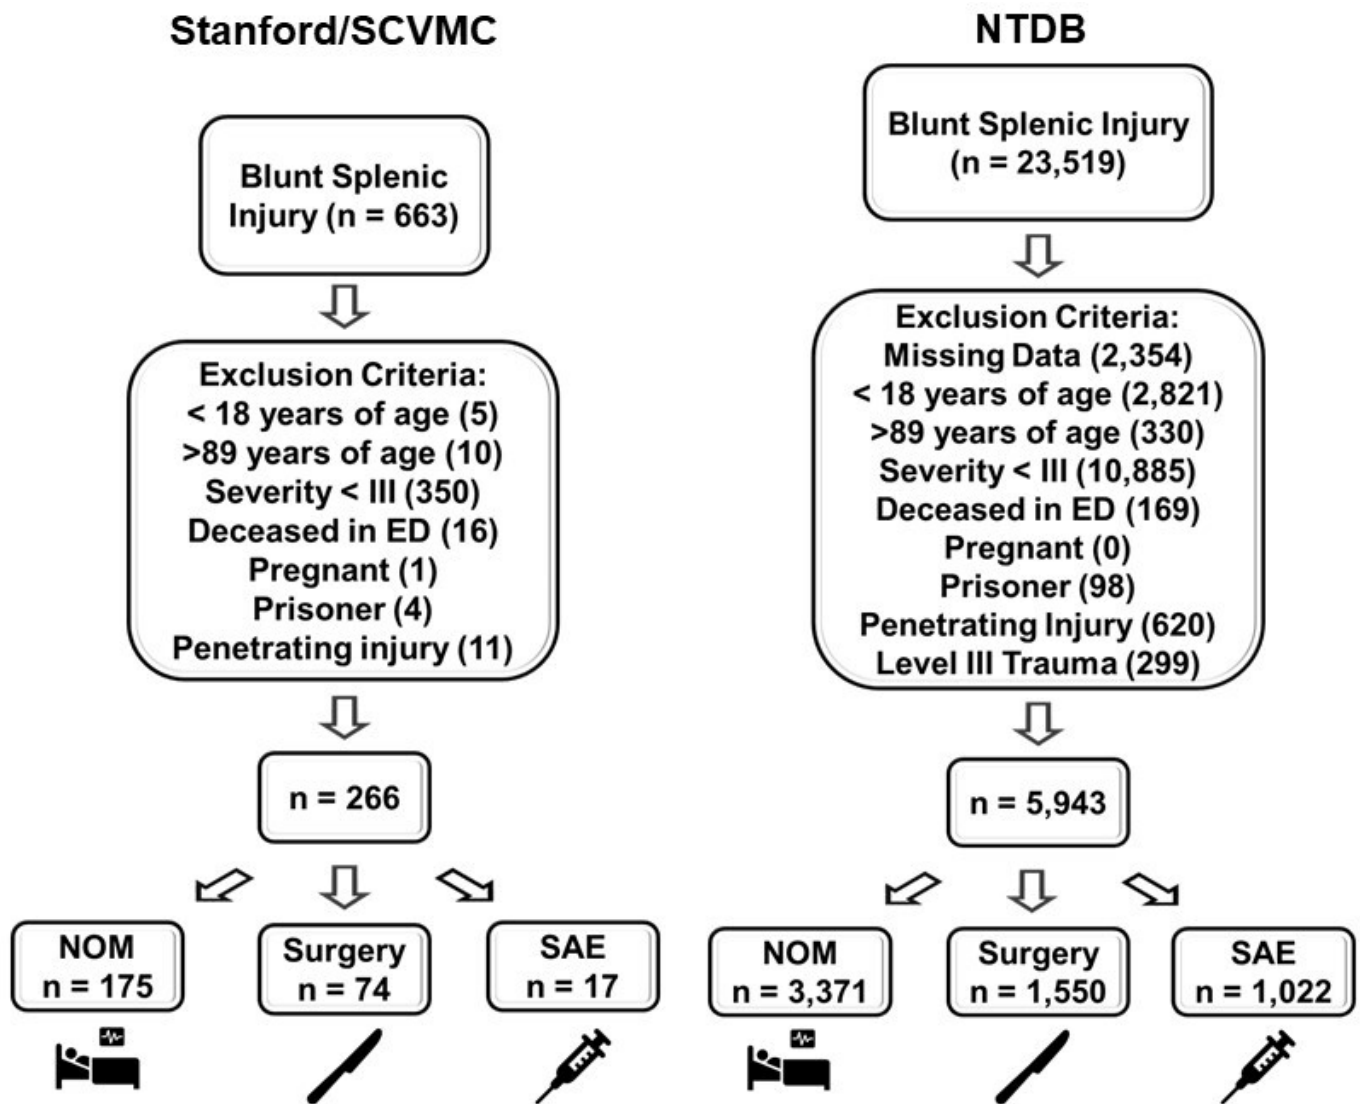 Stanford/SCVMC
Blunt Splenic
Injury (n = 663)
Exclusion Criteria:
< 18 years of age (5)
>89 years of age (10)
Severity < III (350)
Deceased in ED (16)
Pregnant (1)
Prisoner (4)
Penetrating injury (11)
n = 266
NOM
n = 175
Surgery
n = 74
SAE
n = 17
NTDB
Blunt Splenic Injury
(n = 23,519)
Exclusion Criteria:
Missing Data (2,354)
< 18 years of age (2,821)
>89 years of age (330)
Severity < III (10,885)
Deceased in ED (169)
Pregnant (0)
Prisoner (98)
Penetrating Injury (620)
Level III Trauma (299)
n = 5,943
NOM
n = 3,371
Surgery
n = 1,550
SAE
n = 1,022